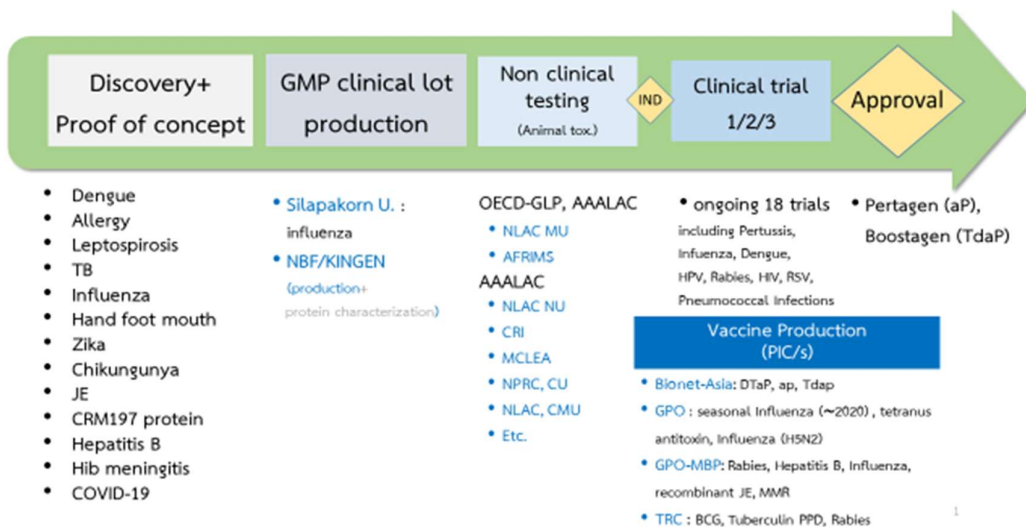 Discovery+
Proof of concept
GMP clinical lot
production
Non clinical
testing
(Animal tox.)
IND
Clinical trial
1/2/3
Approval
• Dengue
• Allergy
• Leptospirosis
• TB
• Influenza
• Hand foot mouth
• Zika
• Chikungunya
• JE
• CRM197 protein
• Hepatitis B
• Hib meningitis
• COVID-19
• Silapakorn U. :
influenza
• NBF/KINGEN
(production+
protein characterization)
OECD-GLP, AAALAC
• NLAC MU
• AFRIMS
AAALAC
• NLAC NU
• CRI
• MCLEA
• NPRC, CU
• NLAC, CMU
• Etc.
• ongoing 18 trials
including Pertussis,
Infuenza, Dengue,
HPV, Rabies, HIV, RSV,
Pneumococcal Infections
• Pertagen (aP),
Boostagen (TdaP)
Vaccine Production
(PIC/s)
• Bionet-Asia: DTaP, ap, Tdap
• GPO : seasonal Influenza (~2020) , tetranus
antitoxin, Influenza (H5N2)
• GPO-MBP: Rabies, Hepatitis B, Influenza,
recombinant JE, MMR
• TRC : BCG, Tuberculin PPD, Rabies
1